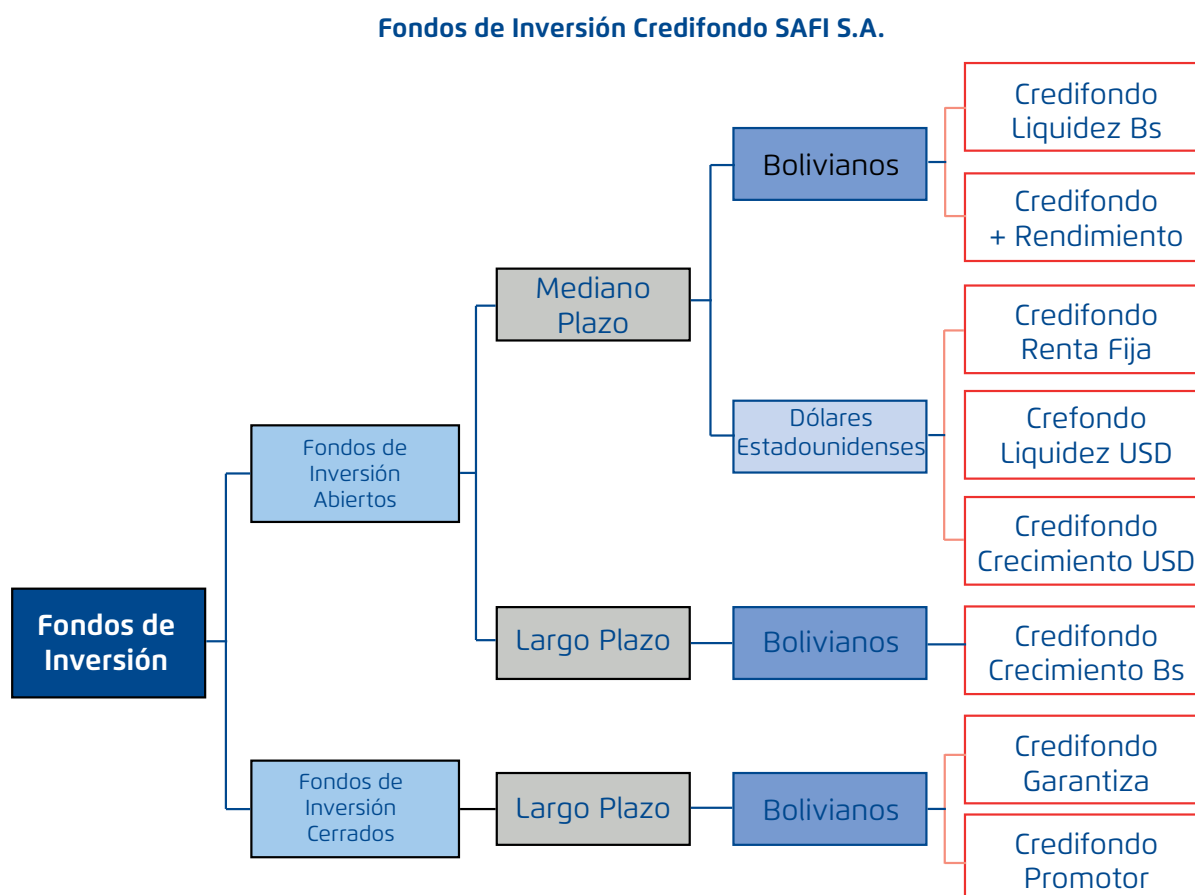 Fondos de Inversión Credifondo SAFI S.A.
Fondos de
Inversión
Fondos de
Inversión
Abiertos
Mediano
Plazo
Bolivianos
Credifondo
Liquidez Bs
Credifondo
+ Rendimiento
Dólares
Estadounidenses
Credifondo
Renta Fija
Crefondo
Liquidez USD
Credifondo
Crecimiento USD
Largo Plazo
Bolivianos
Credifondo
Crecimiento Bs
Fondos de
Inversión
Cerrados
Largo Plazo
Bolivianos
Credifondo
Garantiza
Credifondo
Promotor